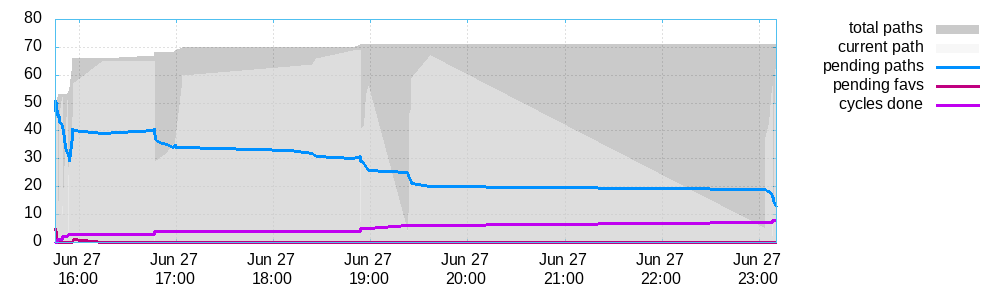 80
70
60
50
40
30
20
10
0
Jun 27 Jun 27 Jun 27 Jun 27 Jun 27 Jun 27 Jun 27 Jun 27
16:00 17:00 18:00 19:00 20:00 21:00 22:00 23:00
total paths
current path
pending paths
pending favs
cycles done